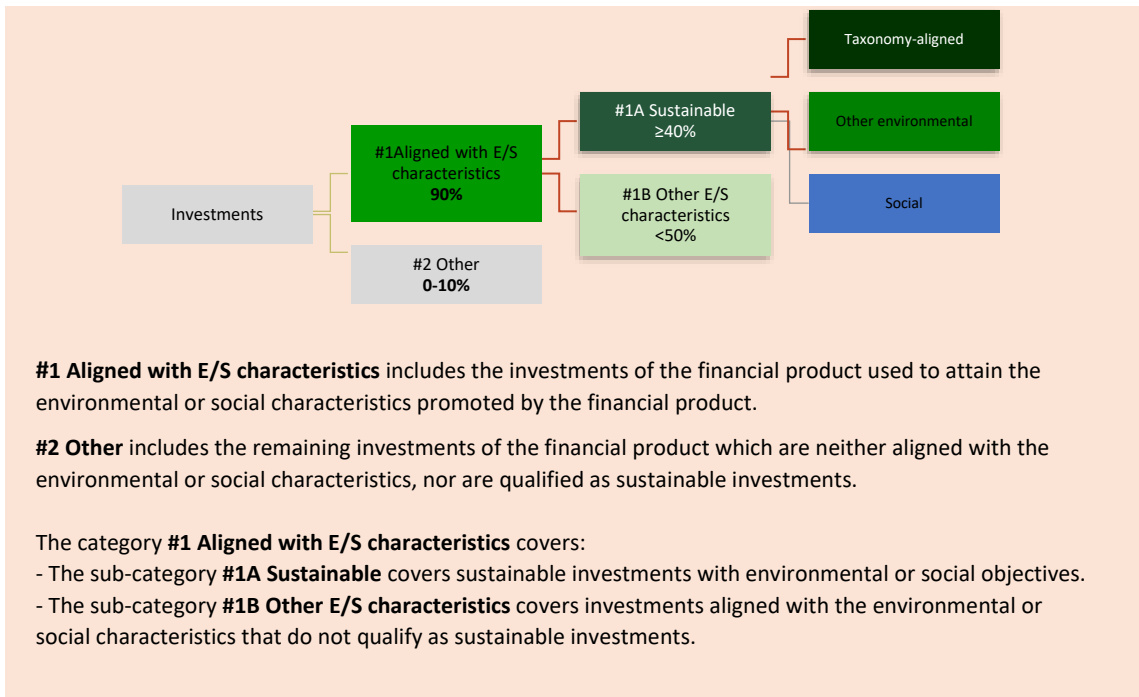 Taxonomy-aligned
#1A Sustainable
≥40%
Other environmental
#1Aligned with E/S
characteristics
90%
#1B Other E/S
characteristics
<50%
Social
Investments
#2 Other
0-10%
#1 Aligned with E/S characteristics includes the investments of the financial product used to attain the
environmental or social characteristics promoted by the financial product.
#2 Other includes the remaining investments of the financial product which are neither aligned with the
environmental or social characteristics, nor are qualified as sustainable investments.
The category #1 Aligned with E/S characteristics covers:
- The sub-category #1A Sustainable covers sustainable investments with environmental or social objectives.
- The sub-category #1B Other E/S characteristics covers investments aligned with the environmental or
social characteristics that do not qualify as sustainable investments.